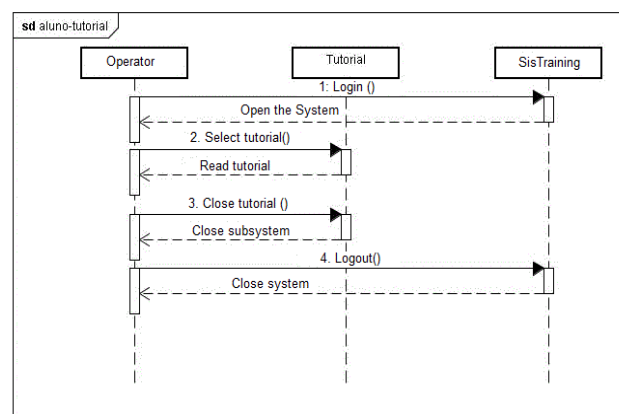 sd aluno-tutorial
Operator
Tutorial
SisTraining
1: Login ()
Open the System
2. Select tutorial()
Read tutorial
3. Close tutorial ()
Close subsystem
4. Logout()
Close system